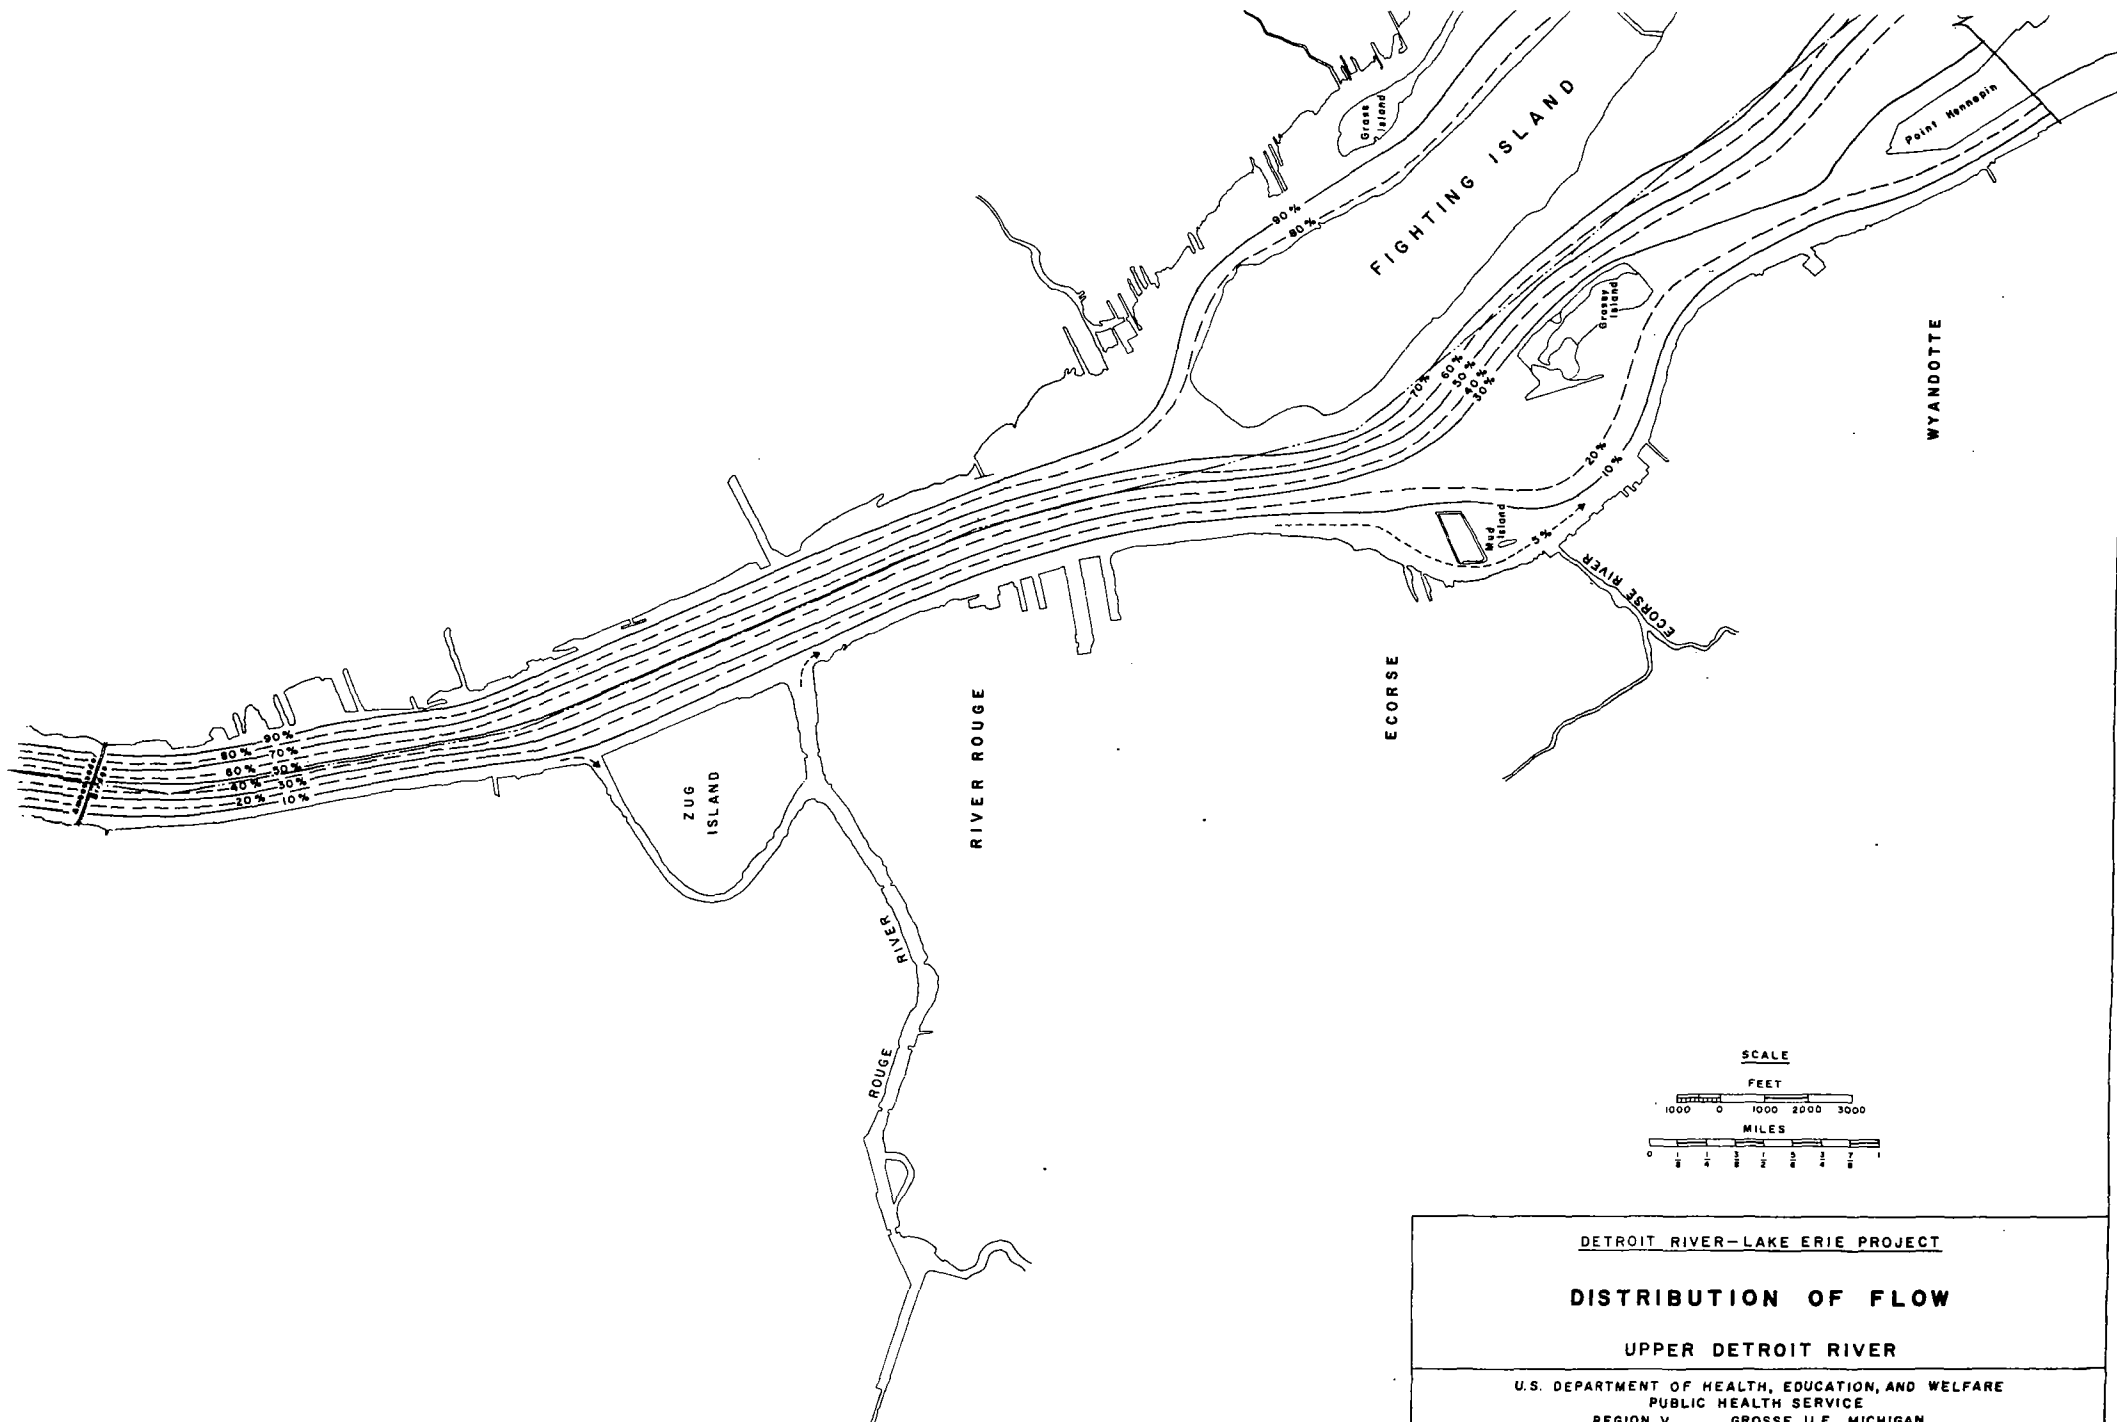 Grass
Island
FIGHTING ISLAND
Point Hennepin
90%
80%
Grassy
Island
WYANDOTTE
70%
60%
50%
40%
30%
20%
10%
Mud
Island
5%
ECORSE RIVER
ECORSE
RIVER ROUGE
ZUG
ISLAND
90%
80%
70%
60%
50%
40%
30%
20%
10%
ROUGE RIVER
SCALE
FEET
1000 0 1000 2000 3000
MILES
0 1/8 1/4 3/8 1/2 5/8 3/4 7/8 1
DETROIT RIVER–LAKE ERIE PROJECT
DISTRIBUTION OF FLOW
UPPER DETROIT RIVER
U.S. DEPARTMENT OF HEALTH, EDUCATION, AND WELFARE
PUBLIC HEALTH SERVICE
REGION V GROSSE ILE, MICHIGAN